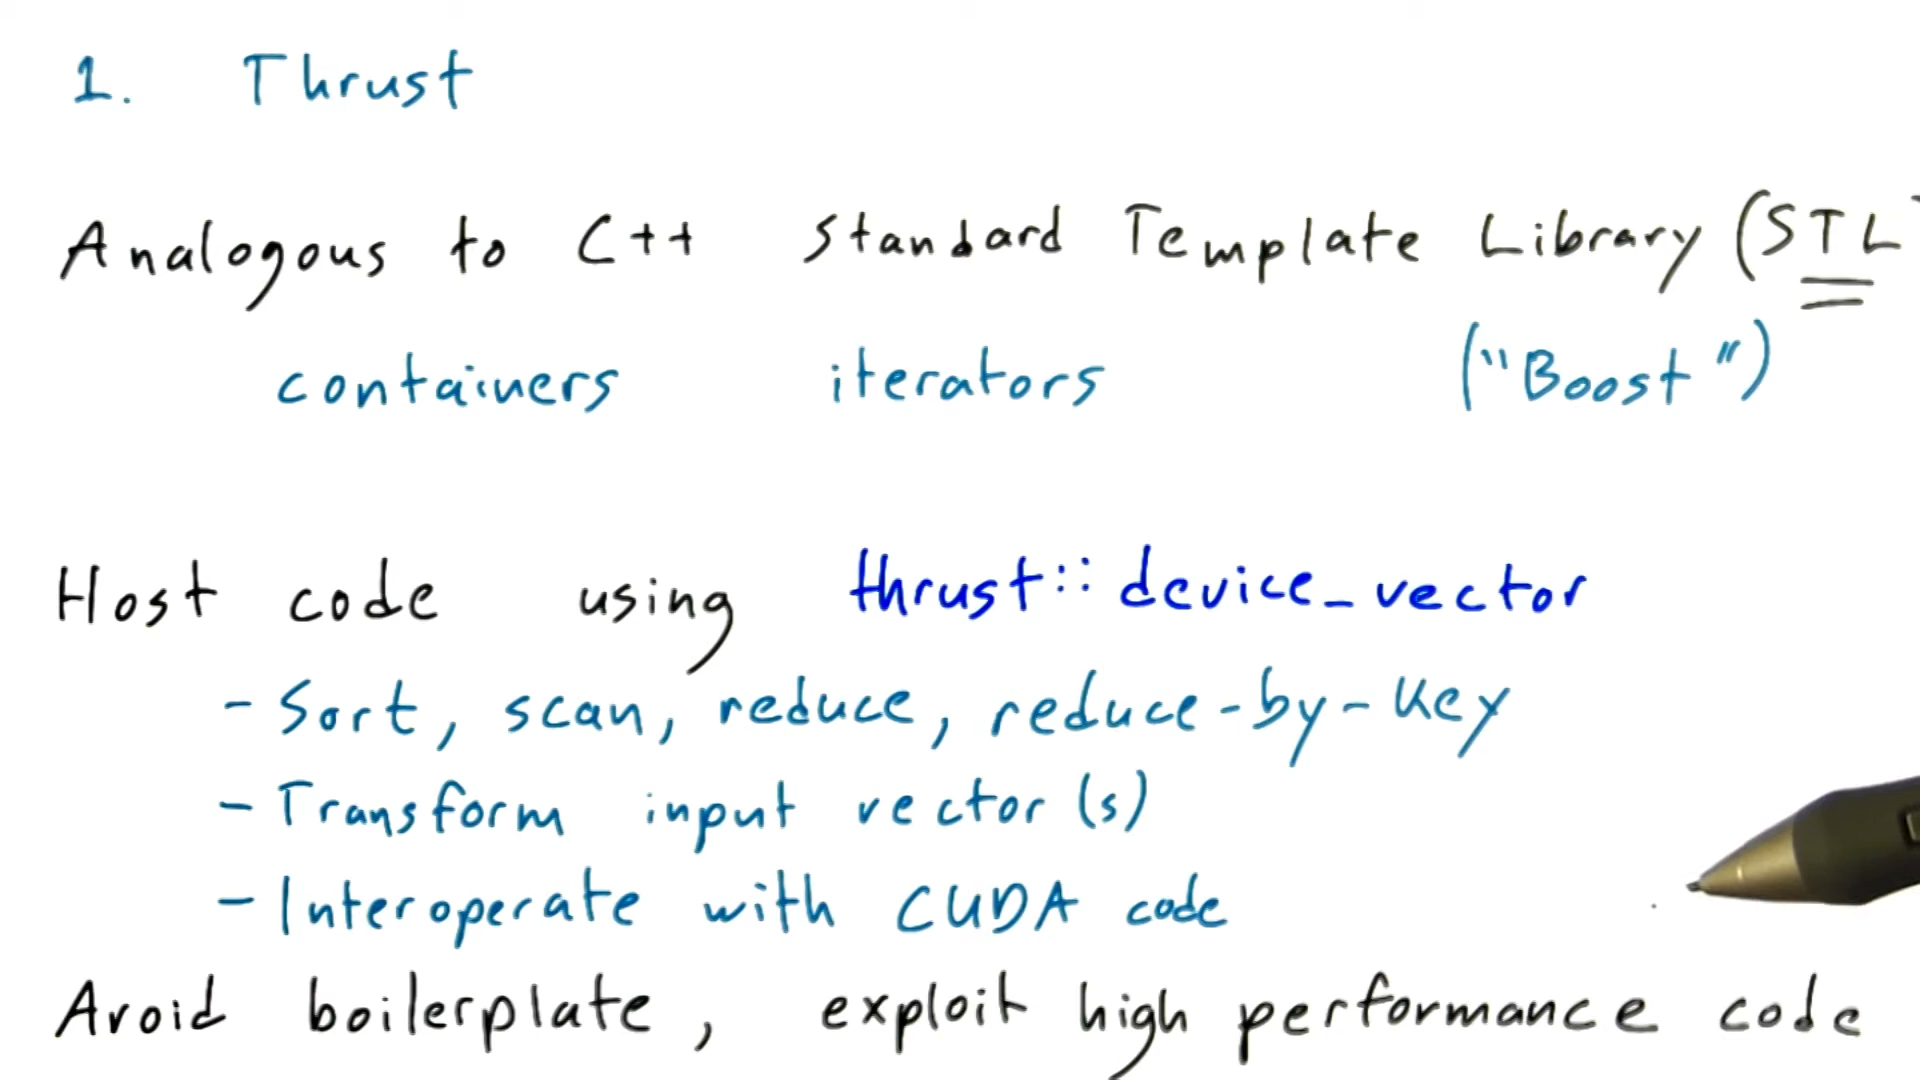 1. Thrust
Analogous to C++ Standard Template Library (STL
containers iterators ("Boost")
Host code using thrust::device_vector
- Sort, scan, reduce, reduce-by-key
- Transform input vector(s)
- Interoperate with CUDA code
Avoid boilerplate, exploit high performance code